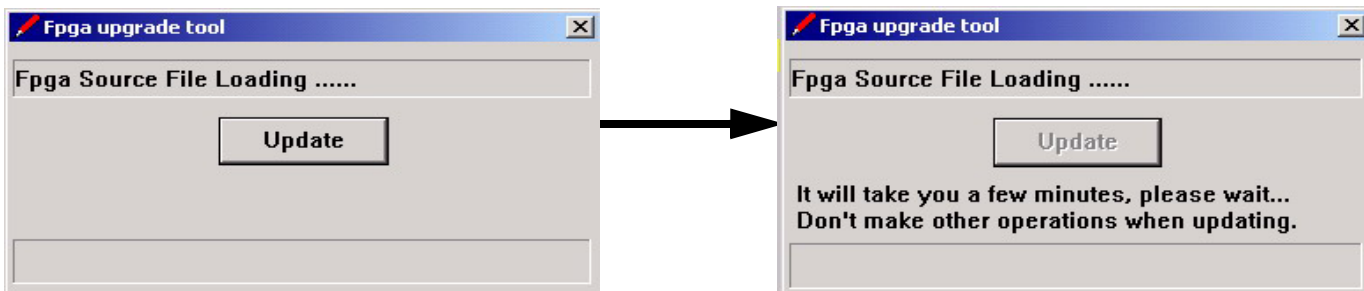 Fpga upgrade tool
Fpga Source File Loading ......
Update
Fpga upgrade tool
Fpga Source File Loading ......
Update
It will take you a few minutes, please wait...
Don't make other operations when updating.